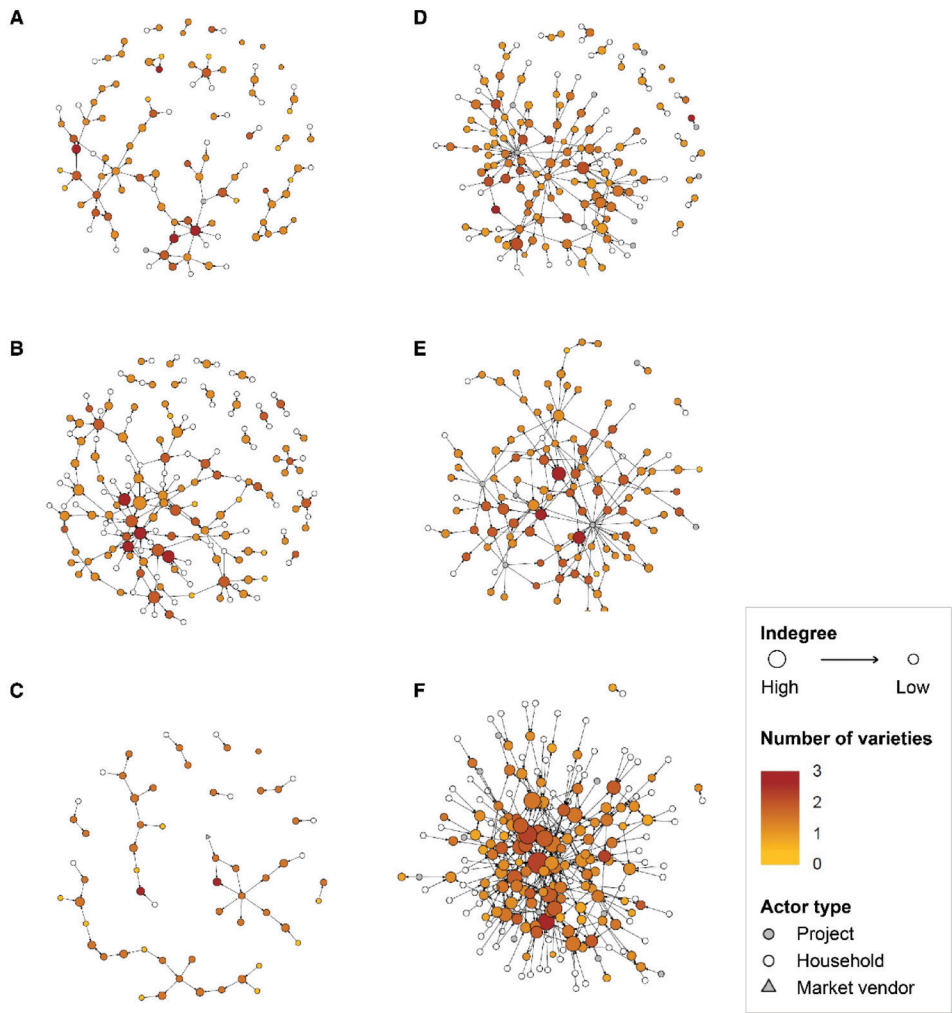 A
D
B
E
C
F
Indegree
High
Low
Number of varieties
3
2
1
0
Actor type
Project
Household
Market vendor